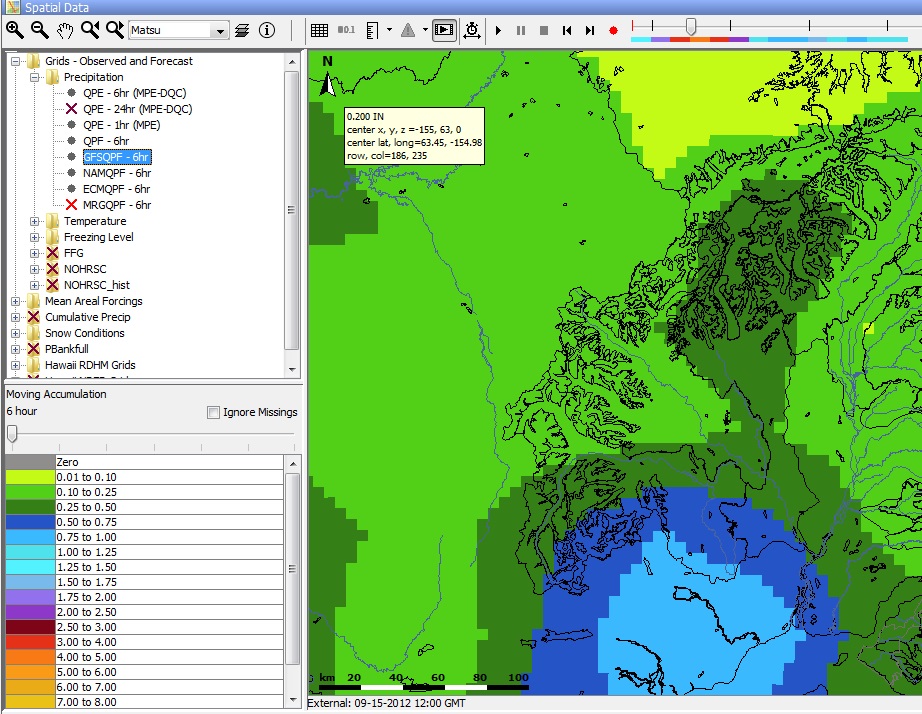 Spatial Data
Matsu
0.1
Grids - Observed and Forecast
Precipitation
QPE - 6hr (MPE-DQC)
QPE - 24hr (MPE-DQC)
QPE - 1hr (MPE)
QPF - 6hr
GFSQPF - 6hr
NAMQPF - 6hr
ECMQPF - 6hr
MRGQPF - 6hr
Temperature
Freezing Level
FFG
NOHRSC
NOHRSC_hist
Mean Areal Forcings
Cumulative Precip
Snow Conditions
PBankfull
Hawaii RDHM Grids
Moving Accumulation
6 hour
Ignore Missings
Zero
0.01 to 0.10
0.10 to 0.25
0.25 to 0.50
0.50 to 0.75
0.75 to 1.00
1.00 to 1.25
1.25 to 1.50
1.50 to 1.75
1.75 to 2.00
2.00 to 2.50
2.50 to 3.00
3.00 to 4.00
4.00 to 5.00
5.00 to 6.00
6.00 to 7.00
7.00 to 8.00
N
0.200 IN
center x, y, z =-155, 63, 0
center lat, long=63.45, -154.98
row, col=186, 235
km 20 40 60 80 100
External: 09-15-2012 12:00 GMT